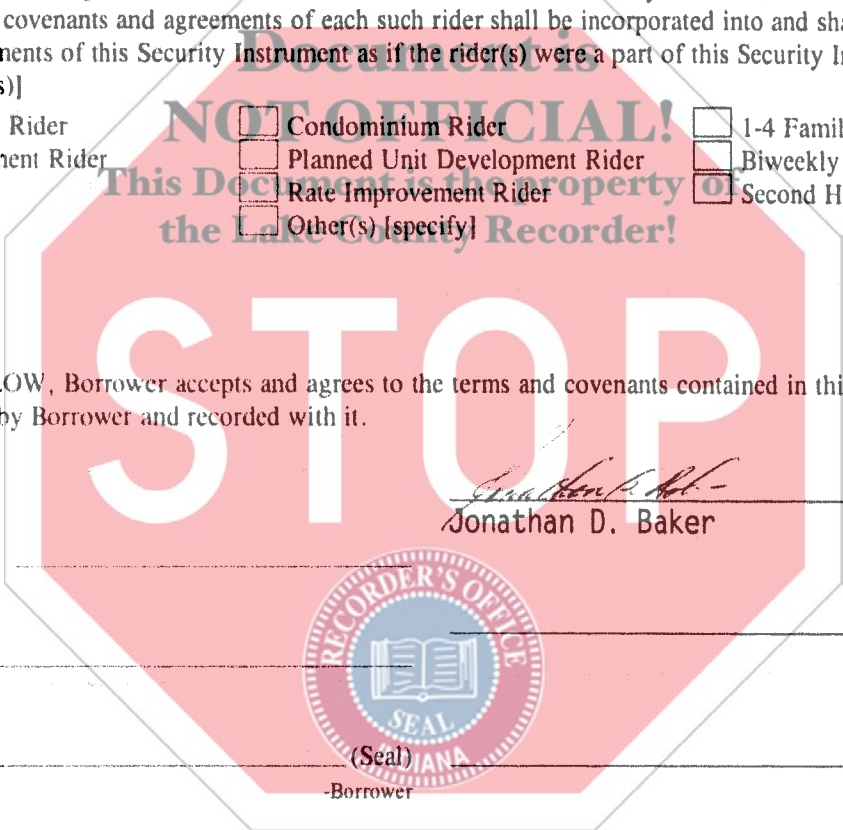 covenants and agreements of each such rider shall be incorporated into and sha
nents of this Security Instrument as if the rider(s) were a part of this Security In
s)]
Document is
NOT OFFICIAL!
This Document is the property of
the Lake County Recorder!
Rider Condominium Rider 1-4 Famil
nent Rider Planned Unit Development Rider Biweekly
Rate Improvement Rider Second H
Other(s) [specify]
STOP
LOW, Borrower accepts and agrees to the terms and covenants contained in thi
by Borrower and recorded with it.
Jonathan D. Baker
RECORDER'S OFFICE
SEAL
INDIANA
(Seal)
-Borrower